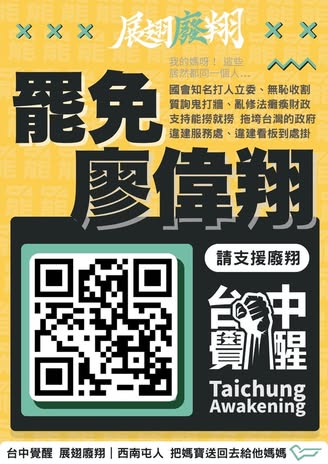 展翅廢翔
我的媽呀！ 這些
居然都同一個人...
罷免
國會知名打人立委、無恥收割
質詢鬼打牆、亂修法癱瘓財政
支持能撈就撈 拖垮台灣的政府
違建服務處、違建看板到處掛
廖偉翔
請支援廢翔
台中
覺醒
Taichung
Awakening
台中覺醒 展翅廢翔｜西南屯人 把媽寶送回去給他媽媽